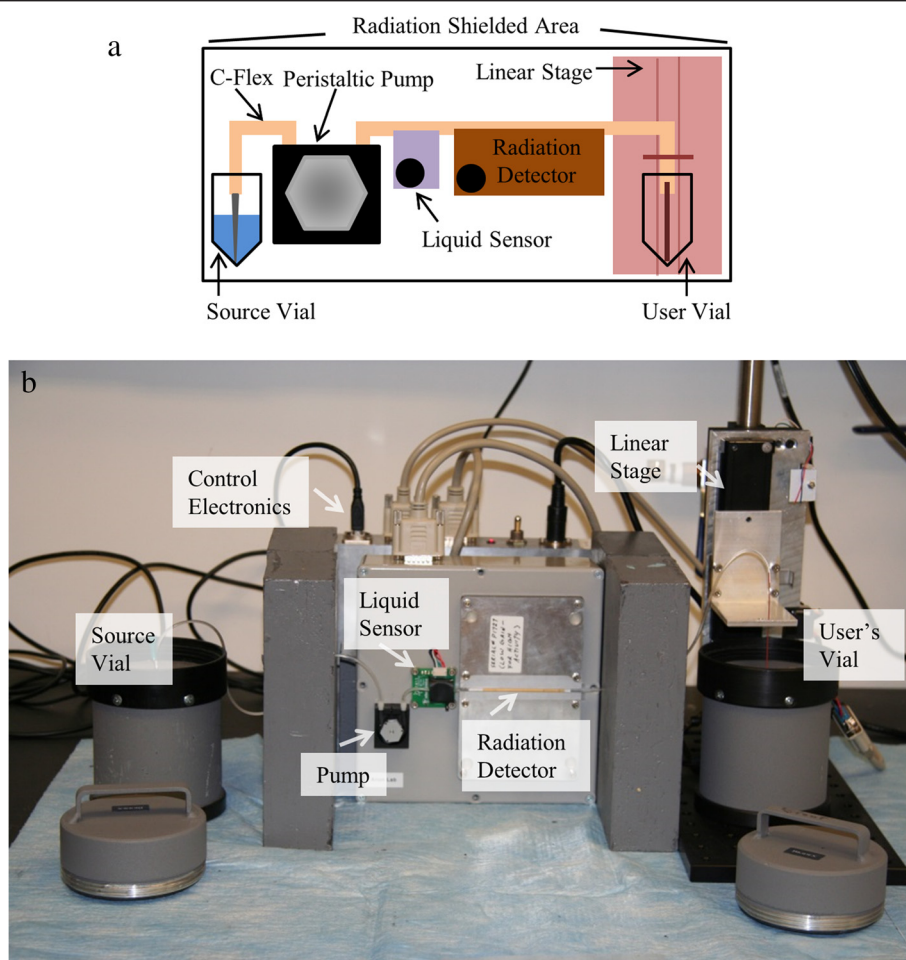 Radiation Shielded Area
a
Linear Stage
C-Flex
Peristaltic Pump
Radiation
Detector
Liquid Sensor
Source Vial
User Vial
b
Linear
Stage
Control
Electronics
Liquid
Sensor
Source
Vial
User's
Vial
Radiation
Detector
Pump